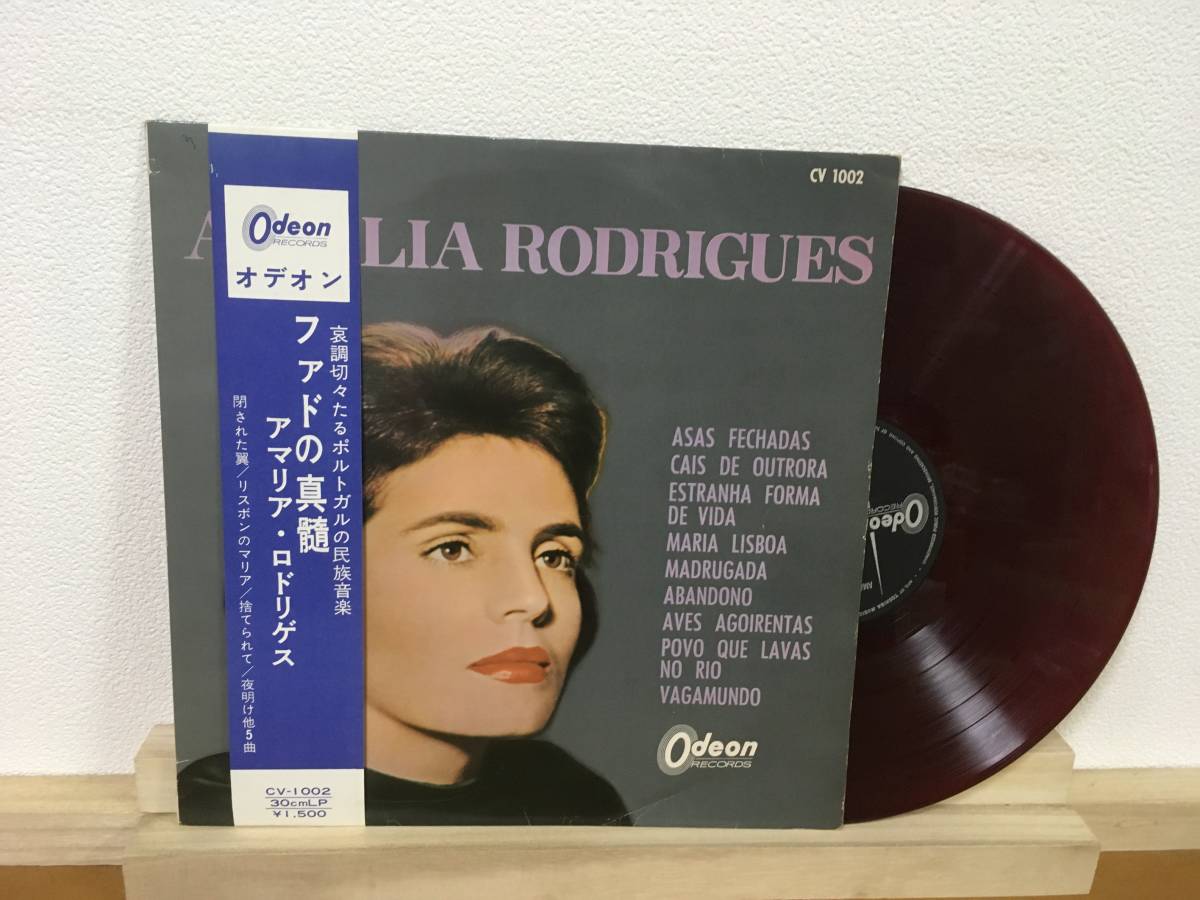 CV 1002
LIA RODRIGUES
Odeon
RECORDS
オデオン
哀調切々たるポルトガルの民族音楽
ファドの真髄
アマリア・ロドリゲス
閉された翼/リスボンのマリア/捨てられて/夜明け他5曲
CV-1002
30cmLP
¥1,500
ASAS FECHADAS
CAIS DE OUTRORA
ESTRANHA FORMA
DE VIDA
MARIA LISBOA
MADRUGADA
ABANDONO
AVES AGOIRENTAS
POVO QUE LAVAS
NO RIO
VAGAMUNDO
Odeon
RECORDS
Odeon